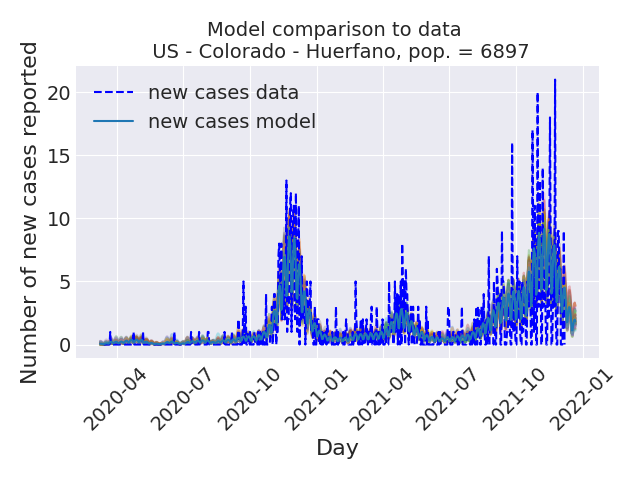 Model comparison to data
US - Colorado - Huerfano, pop. = 6897
Number of new cases reported
new cases data
new cases model
20
15
10
5
0
2020-04
2020-07
2020-10
2021-01
2021-04
2021-07
2021-10
2022-01
Day